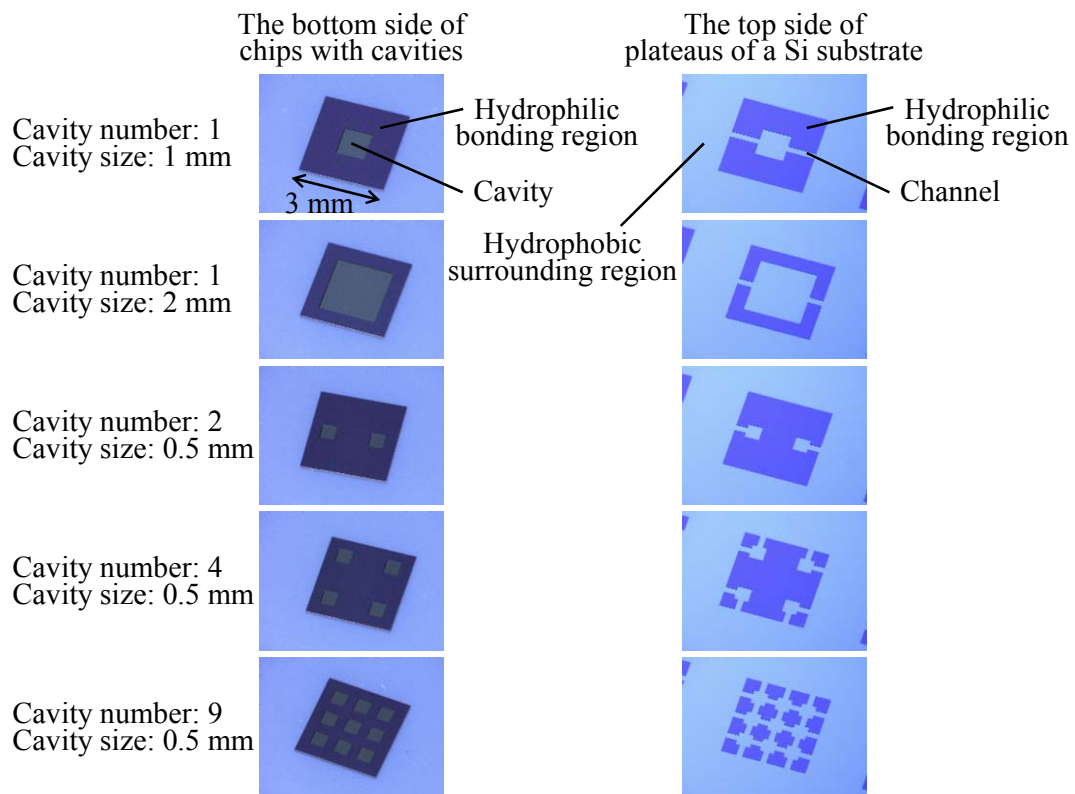 The bottom side of
chips with cavities
The top side of
plateaus of a Si substrate
Cavity number: 1
Cavity size: 1 mm
Hydrophilic
bonding region
Cavity
3 mm
Hydrophilic
bonding region
Channel
Hydrophobic
surrounding region
Cavity number: 1
Cavity size: 2 mm
Cavity number: 2
Cavity size: 0.5 mm
Cavity number: 4
Cavity size: 0.5 mm
Cavity number: 9
Cavity size: 0.5 mm